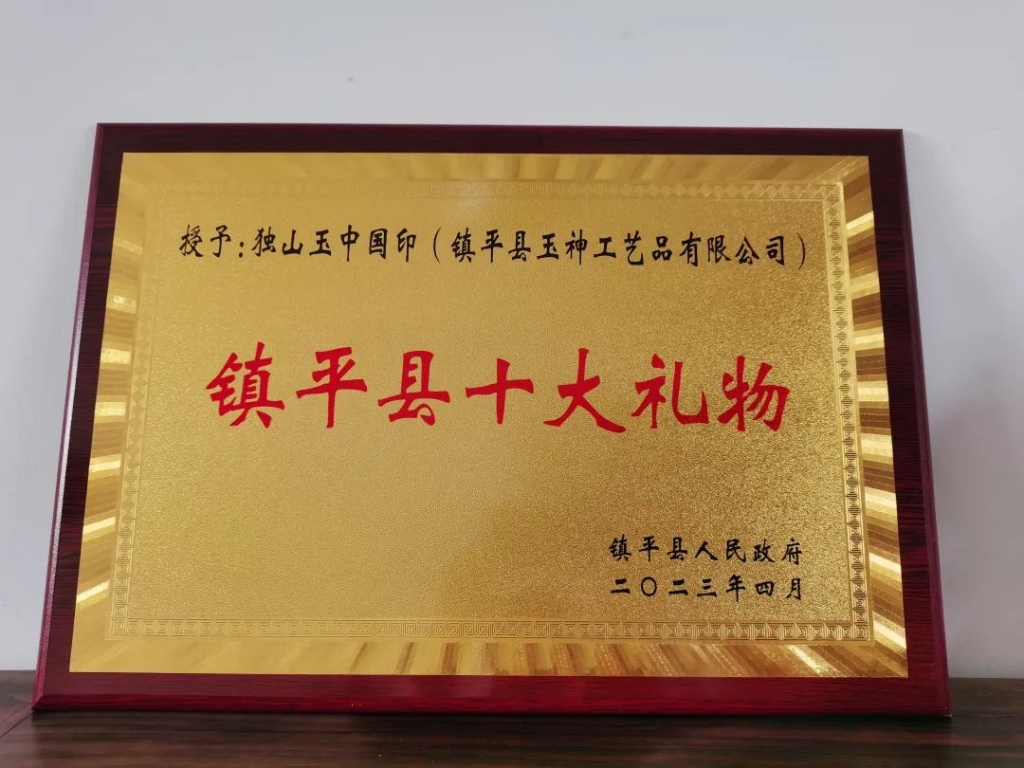 授予:独山玉中国印(镇平县玉神工艺品有限公司)
镇平县十大礼物
镇平县人民政府
二〇二三年四月